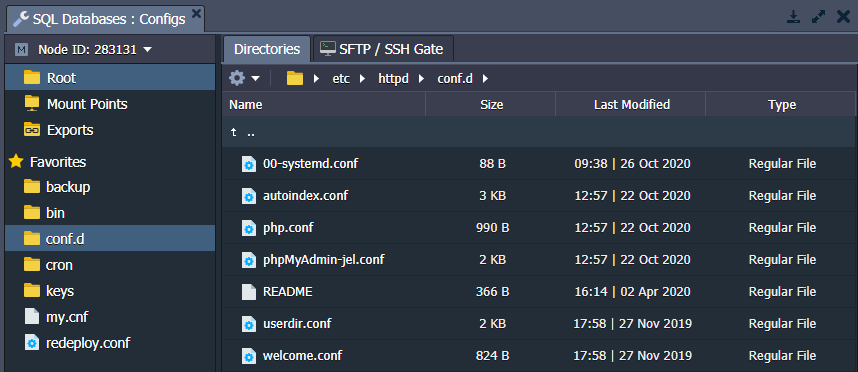 SQL Databases : Configs
M Node ID: 283131
Root
Mount Points
Exports
Favorites
backup
bin
conf.d
cron
keys
my.cnf
redeploy.conf
Directories SFTP / SSH Gate
etc httpd conf.d
Name Size Last Modified Type
..
00-systemd.conf 88 B 09:38 | 26 Oct 2020 Regular File
autoindex.conf 3 KB 12:57 | 22 Oct 2020 Regular File
php.conf 990 B 12:57 | 22 Oct 2020 Regular File
phpMyAdmin-jel.conf 2 KB 12:57 | 22 Oct 2020 Regular File
README 366 B 16:14 | 02 Apr 2020 Regular File
userdir.conf 2 KB 17:58 | 27 Nov 2019 Regular File
welcome.conf 824 B 17:58 | 27 Nov 2019 Regular File